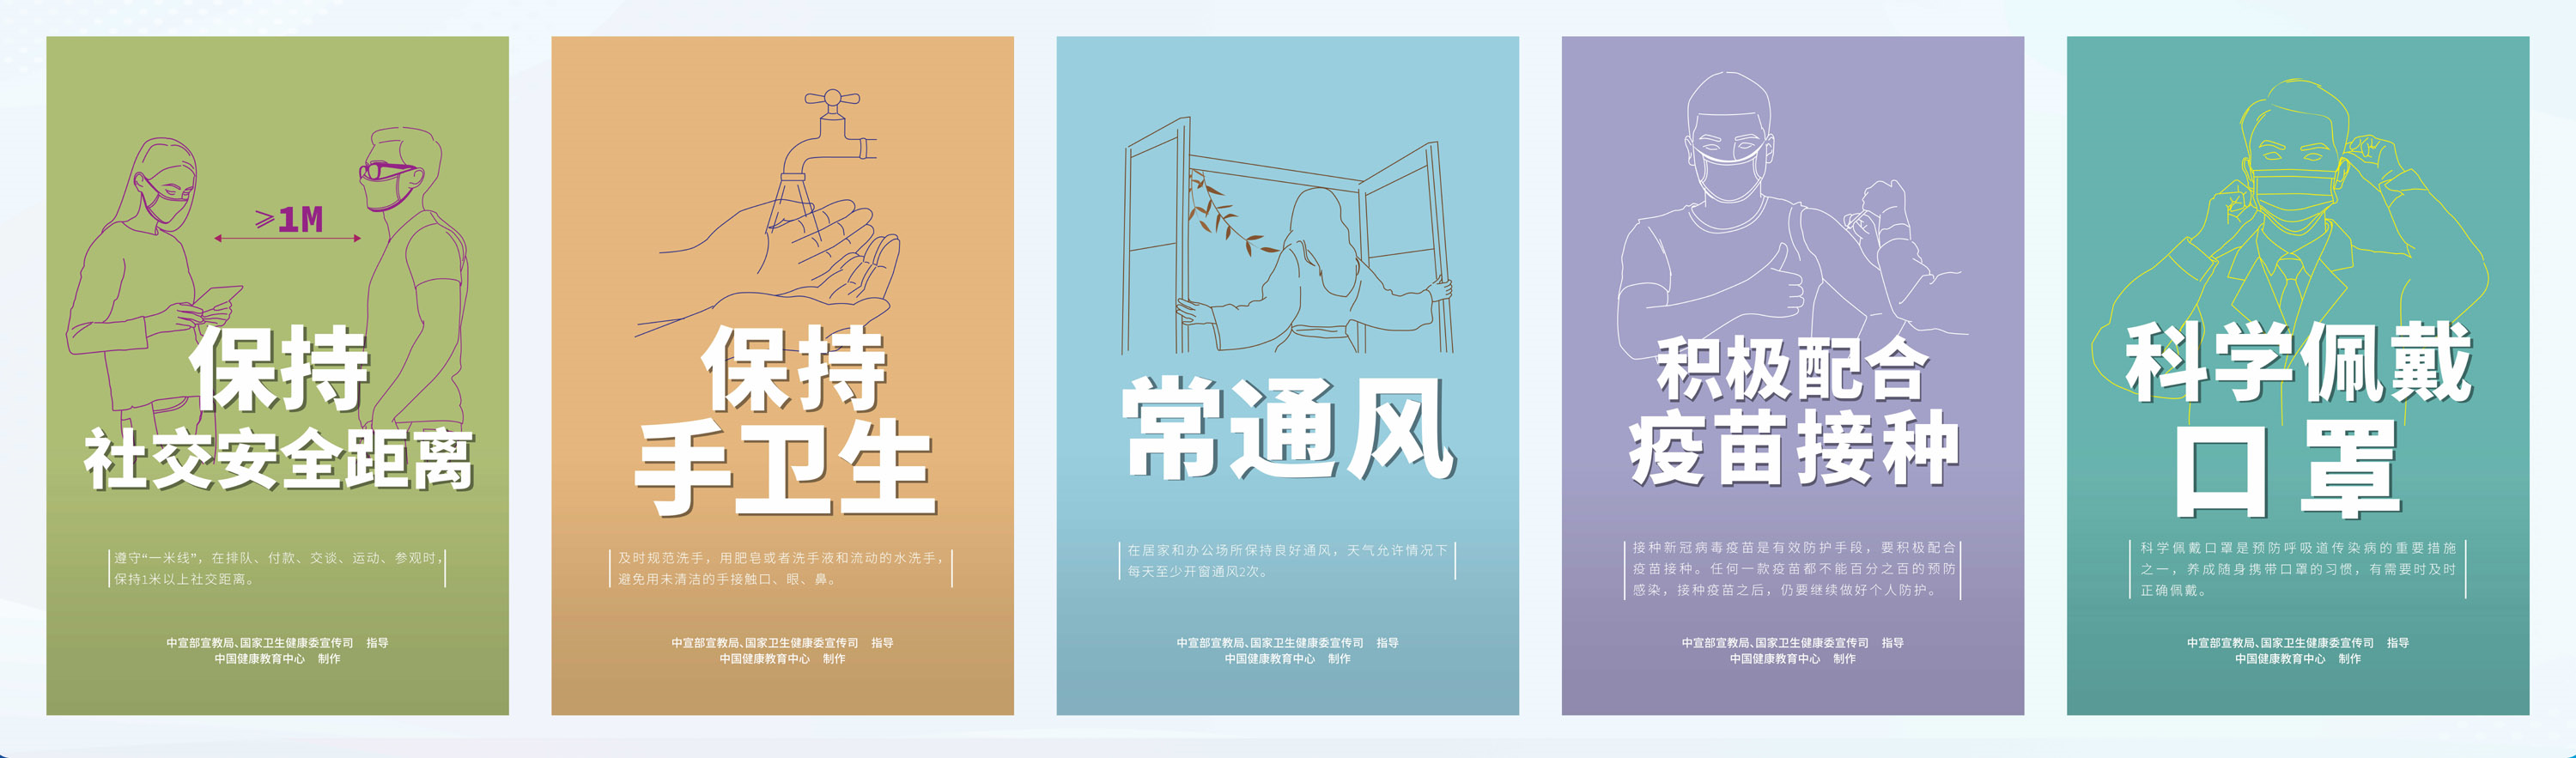 ≥1M
保持
社交安全距离
遵守“一米线”，在排队、付款、交谈、运动、参观时，
保持1米以上社交距离。
中宣部宣教局、国家卫生健康委宣传司 指导
中国健康教育中心 制作
保持
手卫生
及时规范洗手，用肥皂或者洗手液和流动的水洗手，
避免用未清洁的手接触口、眼、鼻。
中宣部宣教局、国家卫生健康委宣传司 指导
中国健康教育中心 制作
常通风
在居家和办公场所保持良好通风，天气允许情况下
每天至少开窗通风2次。
中宣部宣教局、国家卫生健康委宣传司 指导
中国健康教育中心 制作
积极配合
疫苗接种
接种新冠病毒疫苗是有效防护手段，要积极配合
疫苗接种。任何一款疫苗都不能百分之百的预防
感染，接种疫苗之后，仍要继续做好个人防护。
中宣部宣教局、国家卫生健康委宣传司 指导
中国健康教育中心 制作
科学佩戴
口罩
科学佩戴口罩是预防呼吸道传染病的重要措施
之一，养成随身携带口罩的习惯，有需要时及时
正确佩戴。
中宣部宣教局、国家卫生健康委宣传司 指导
中国健康教育中心 制作